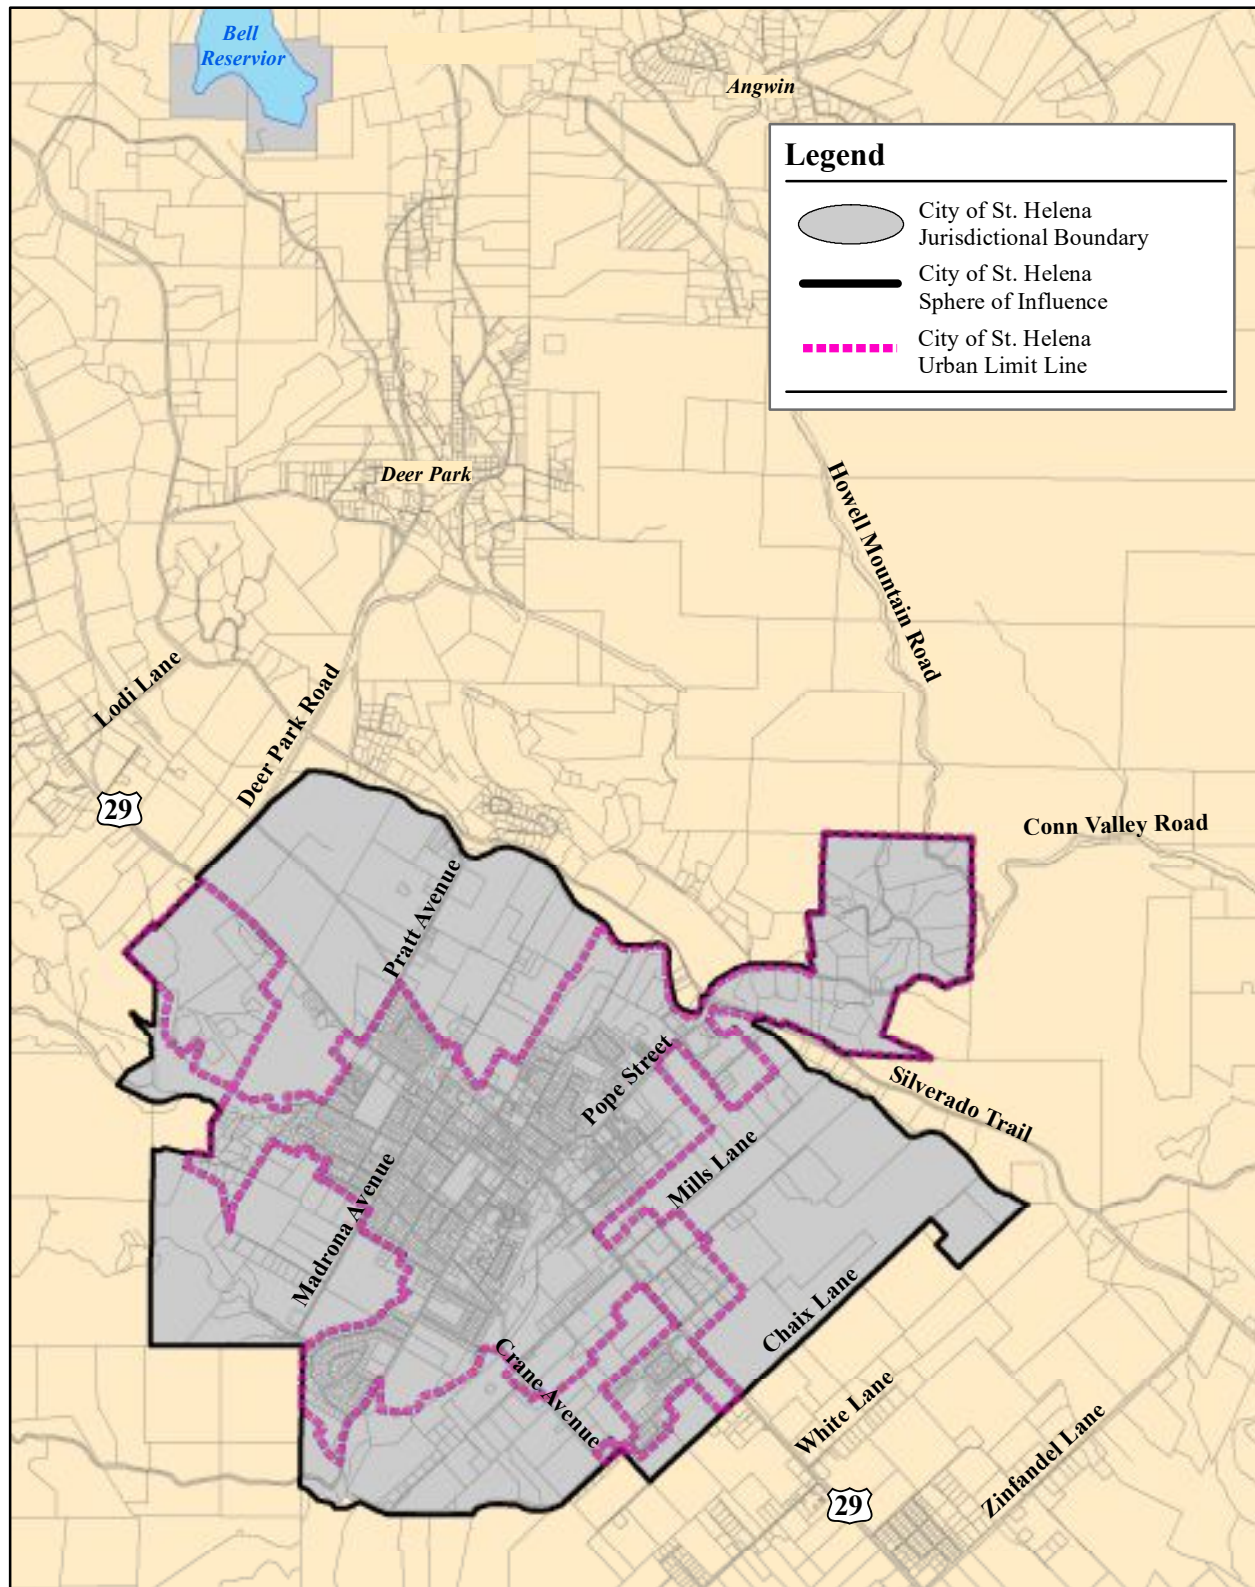 Bell
Reservior
Angwin
Legend
City of St. Helena
Jurisdictional Boundary
City of St. Helena
Sphere of Influence
City of St. Helena
Urban Limit Line
Deer Park
Howell Mountain Road
Lodi Lane
Deer Park Road
29
Conn Valley Road
Pratt Avenue
Pope Street
Silverado Trail
Mills Lane
Madrona Avenue
Chaix Lane
Crane Avenue
White Lane
Zinfandel Lane
29